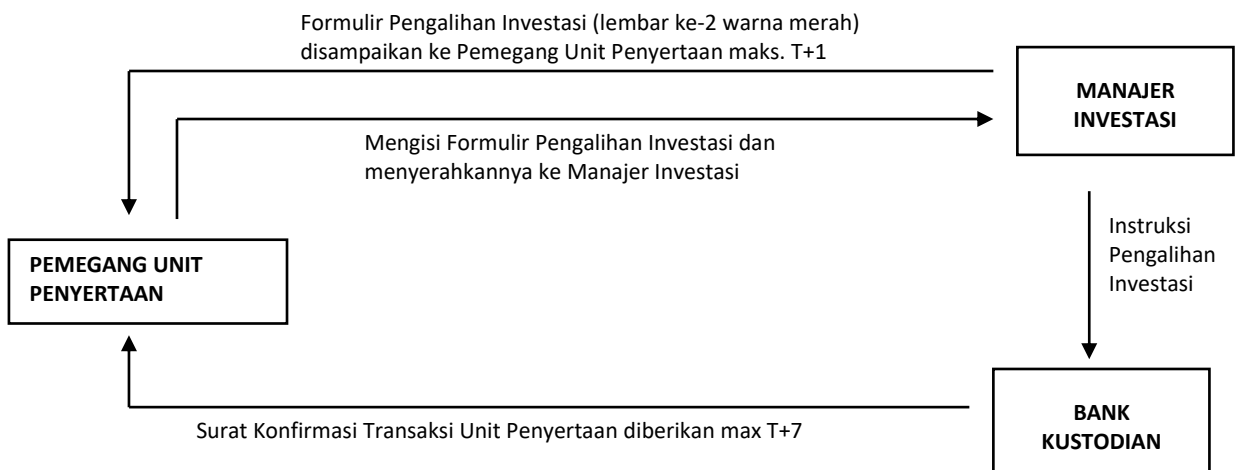 Formulir Pengalihan Investasi (lembar ke-2 warna merah)
disampaikan ke Pemegang Unit Penyertaan maks. T+1
MANAJER
INVESTASI
Mengisi Formulir Pengalihan Investasi dan
menyerahkannya ke Manajer Investasi
Instruksi
Pengalihan
Investasi
PEMEGANG UNIT
PENYERTAAN
BANK
KUSTODIAN
Surat Konfirmasi Transaksi Unit Penyertaan diberikan max T+7